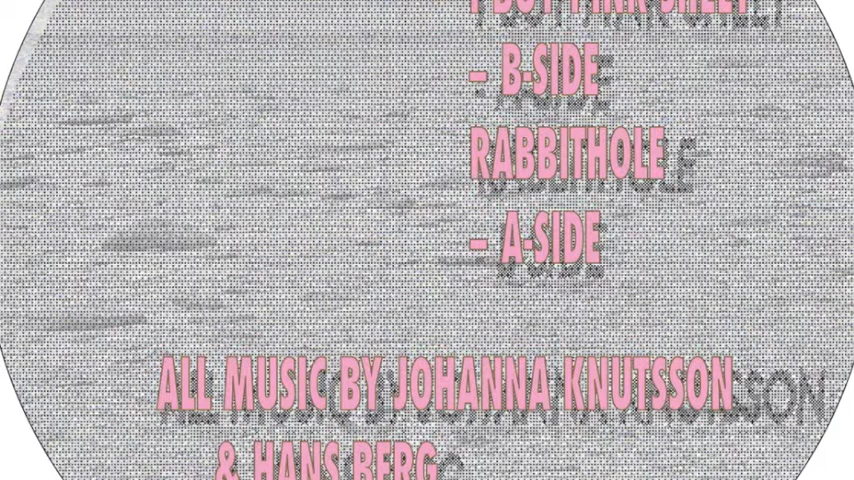 – B-SIDE
RABBITHOLE
– A-SIDE
ALL MUSIC BY JOHANNA KNUTSSON
& HANS BERG